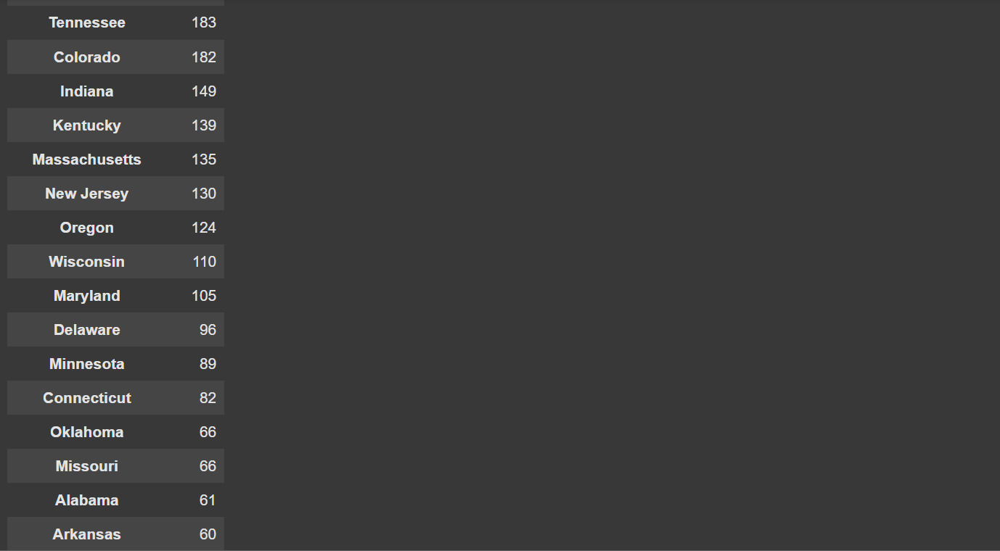 Tennessee 183
Colorado 182
Indiana 149
Kentucky 139
Massachusetts 135
New Jersey 130
Oregon 124
Wisconsin 110
Maryland 105
Delaware 96
Minnesota 89
Connecticut 82
Oklahoma 66
Missouri 66
Alabama 61
Arkansas 60